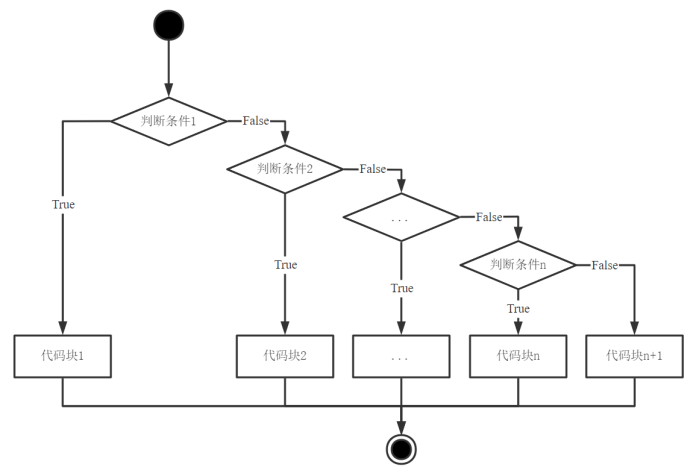 判断条件1
False
判断条件2
False
True
...
False
判断条件n
False
True
True
True
代码块1
代码块2
...
代码块n
代码块n+1